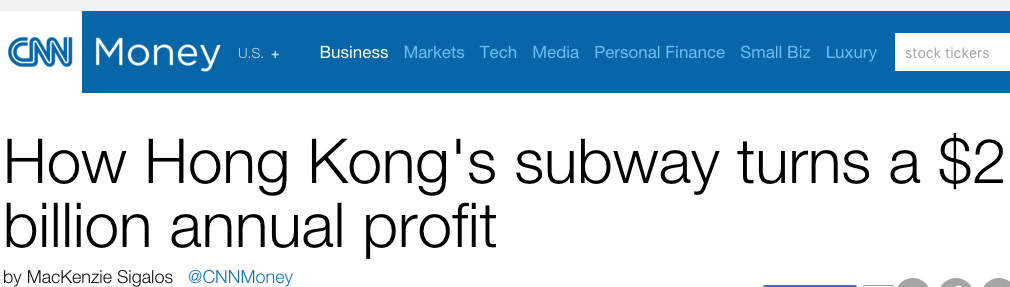 CNN Money U.S. + Business Markets Tech Media Personal Finance Small Biz Luxury stock tickers
How Hong Kong's subway turns a $2
billion annual profit
by MacKenzie Sigalos @CNNMoney